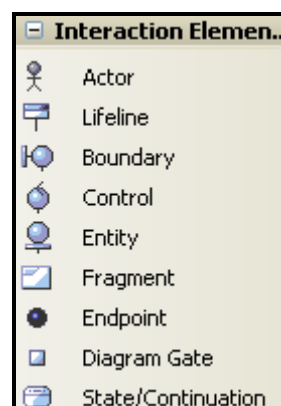 Interaction Elemen..
Actor
Lifeline
Boundary
Control
Entity
Fragment
Endpoint
Diagram Gate
State/Continuation